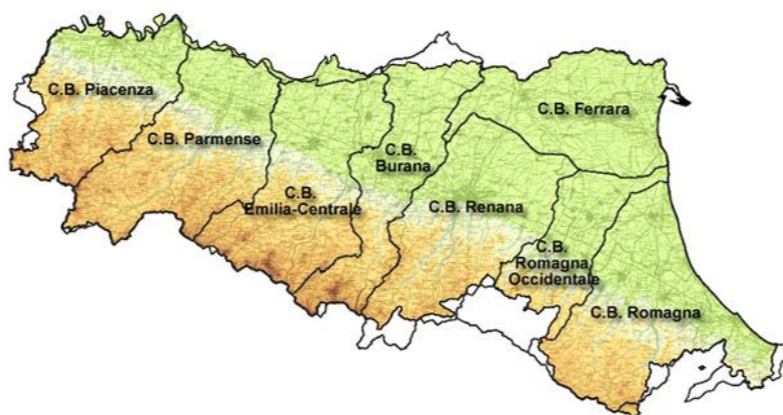 C.B. Piacenza
C.B. Parmense
C.B.
Emilia-Centrale
C.B.
Burana
C.B. Ferrara
C.B. Renana
C.B.
Romagna
Occidentale
C.B. Romagna